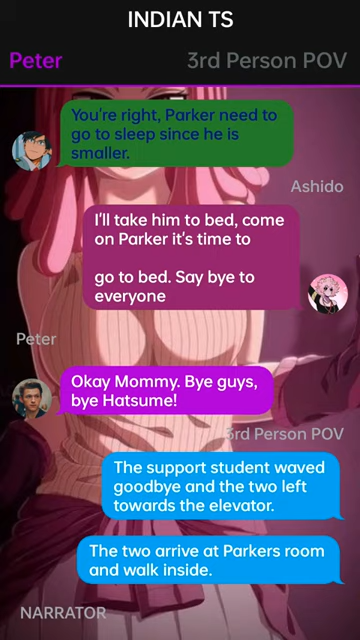 INDIAN TS
Peter
3rd Person POV
You're right, Parker need to
go to sleep since he is
smaller.
Ashido
I'll take him to bed, come
on Parker it's time to
go to bed. Say bye to
everyone
Peter
Okay Mommy. Bye guys,
bye Hatsume!
3rd Person POV
The support student waved
goodbye and the two left
towards the elevator.
The two arrive at Parkers room
and walk inside.
NARRATOR